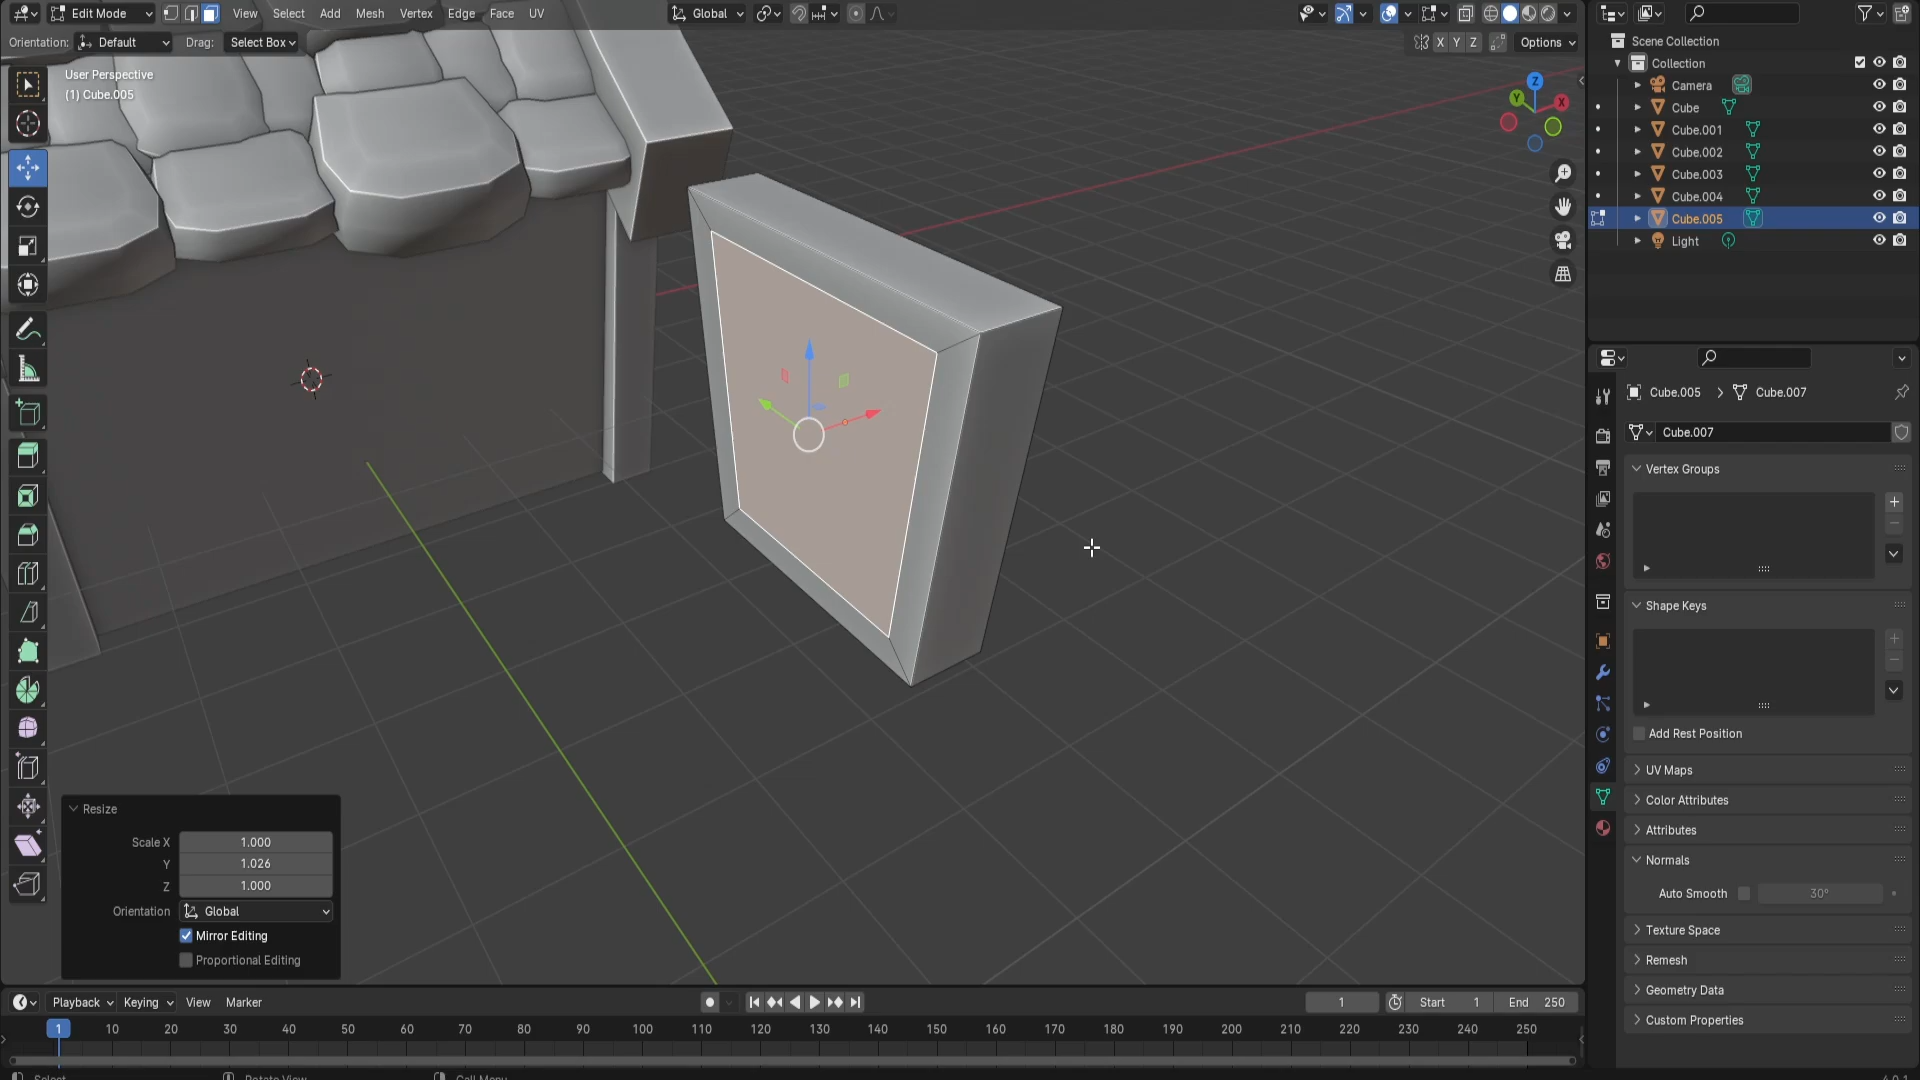 Edit Mode View Select Add Mesh Vertex Edge Face UV Global
Orientation: Default Drag: Select Box X Y Z Options
User Perspective
(1) Cube.005
Z
Y X
Resize
Scale X 1.000
Y 1.026
Z 1.000
Orientation Global
Mirror Editing
Proportional Editing
Playback Keying View Marker 1 Start 1 End 250
1 10 20 30 40 50 60 70 80 90 100 110 120 130 140 150 160 170 180 190 200 210 220 230 240 250
Select Rotate View Call Menu
Scene Collection
Collection
Camera
Cube
Cube.001
Cube.002
Cube.003
Cube.004
Cube.005
Light
Cube.005 > Cube.007
Cube.007
Vertex Groups
Shape Keys
Add Rest Position
UV Maps
Color Attributes
Attributes
Normals
Auto Smooth 30°
Texture Space
Remesh
Geometry Data
Custom Properties